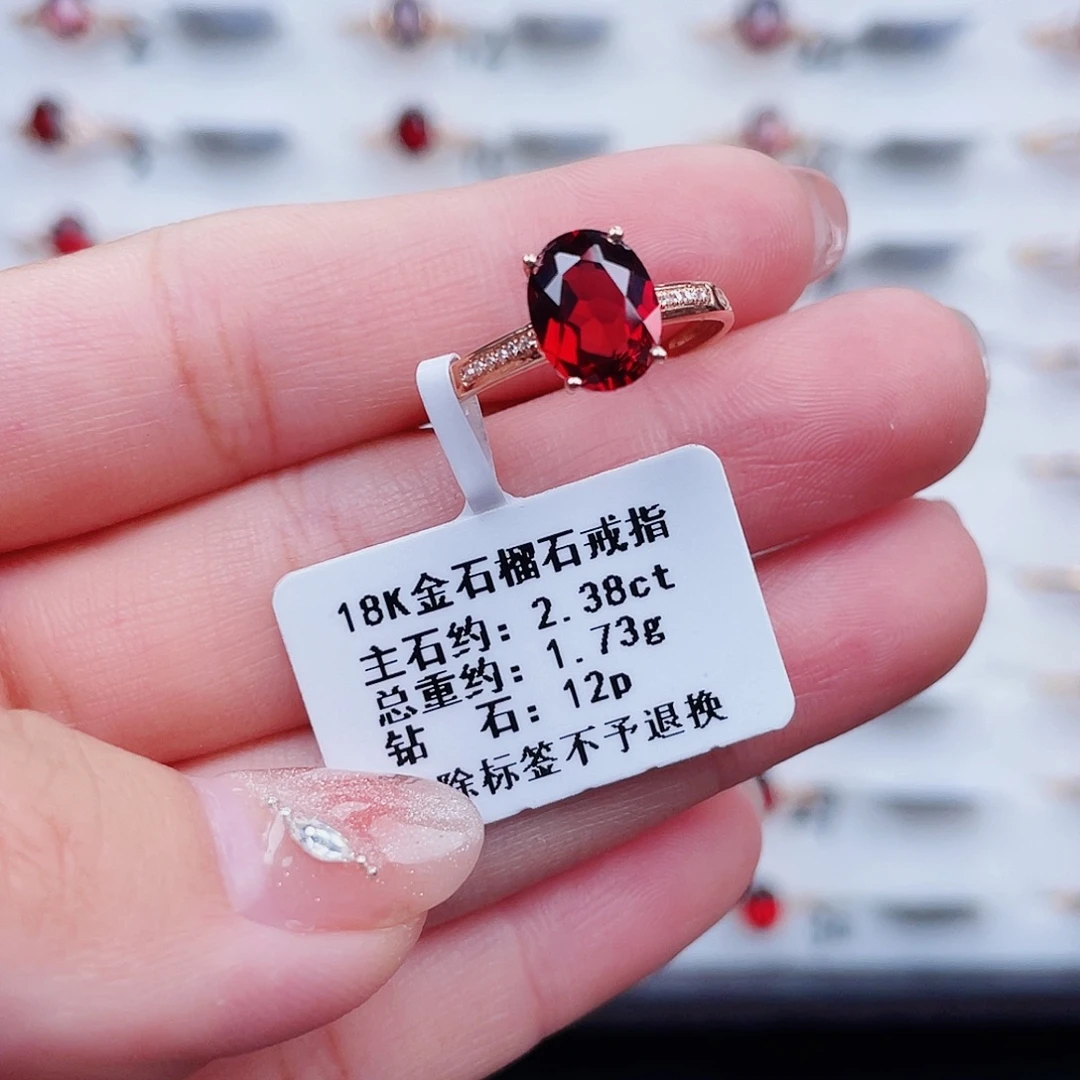 18K金石榴石戒指
主石约: 2.38ct
总重约: 1.73g
钻 石: 12p
除标签不予退换